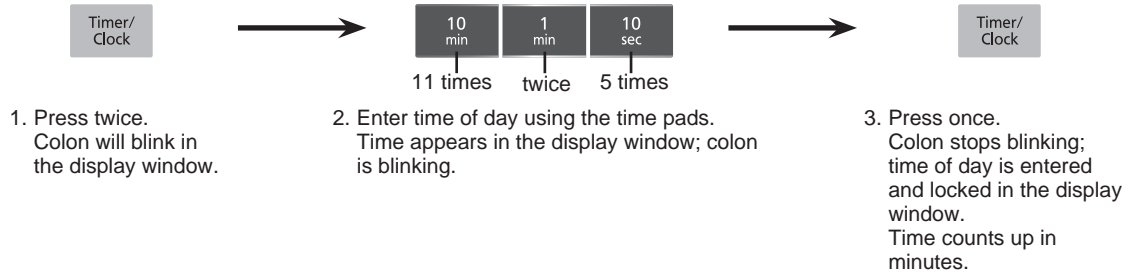 Timer/
Clock
10
min
1
min
10
sec
Timer/
Clock
11 times
twice
5 times
1. Press twice.
Colon will blink in
the display window.
2. Enter time of day using the time pads.
Time appears in the display window; colon
is blinking.
3. Press once.
Colon stops blinking;
time of day is entered
and locked in the display
window.
Time counts up in
minutes.